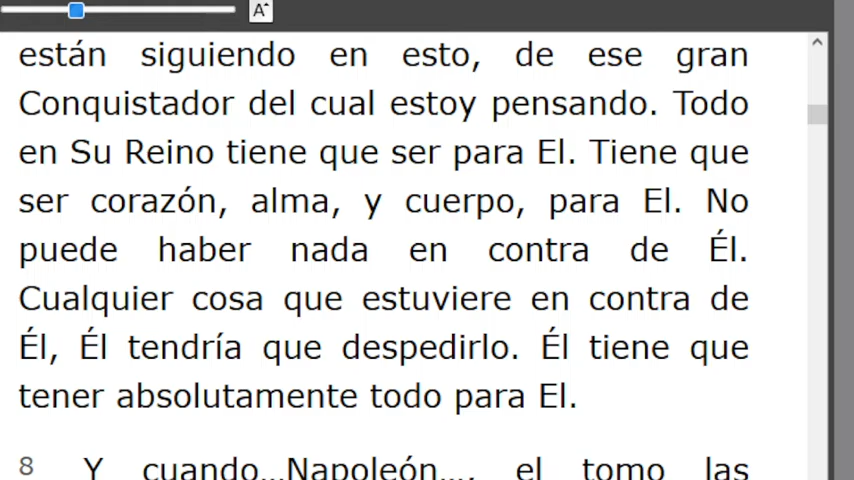 A^
están siguiendo en esto, de ese gran
Conquistador del cual estoy pensando. Todo
en Su Reino tiene que ser para El. Tiene que
ser corazón, alma, y cuerpo, para El. No
puede haber nada en contra de Él.
Cualquier cosa que estuviere en contra de
Él, Él tendría que despedirlo. Él tiene que
tener absolutamente todo para El.
8 Y cuando...Napoleón..., el tomo las